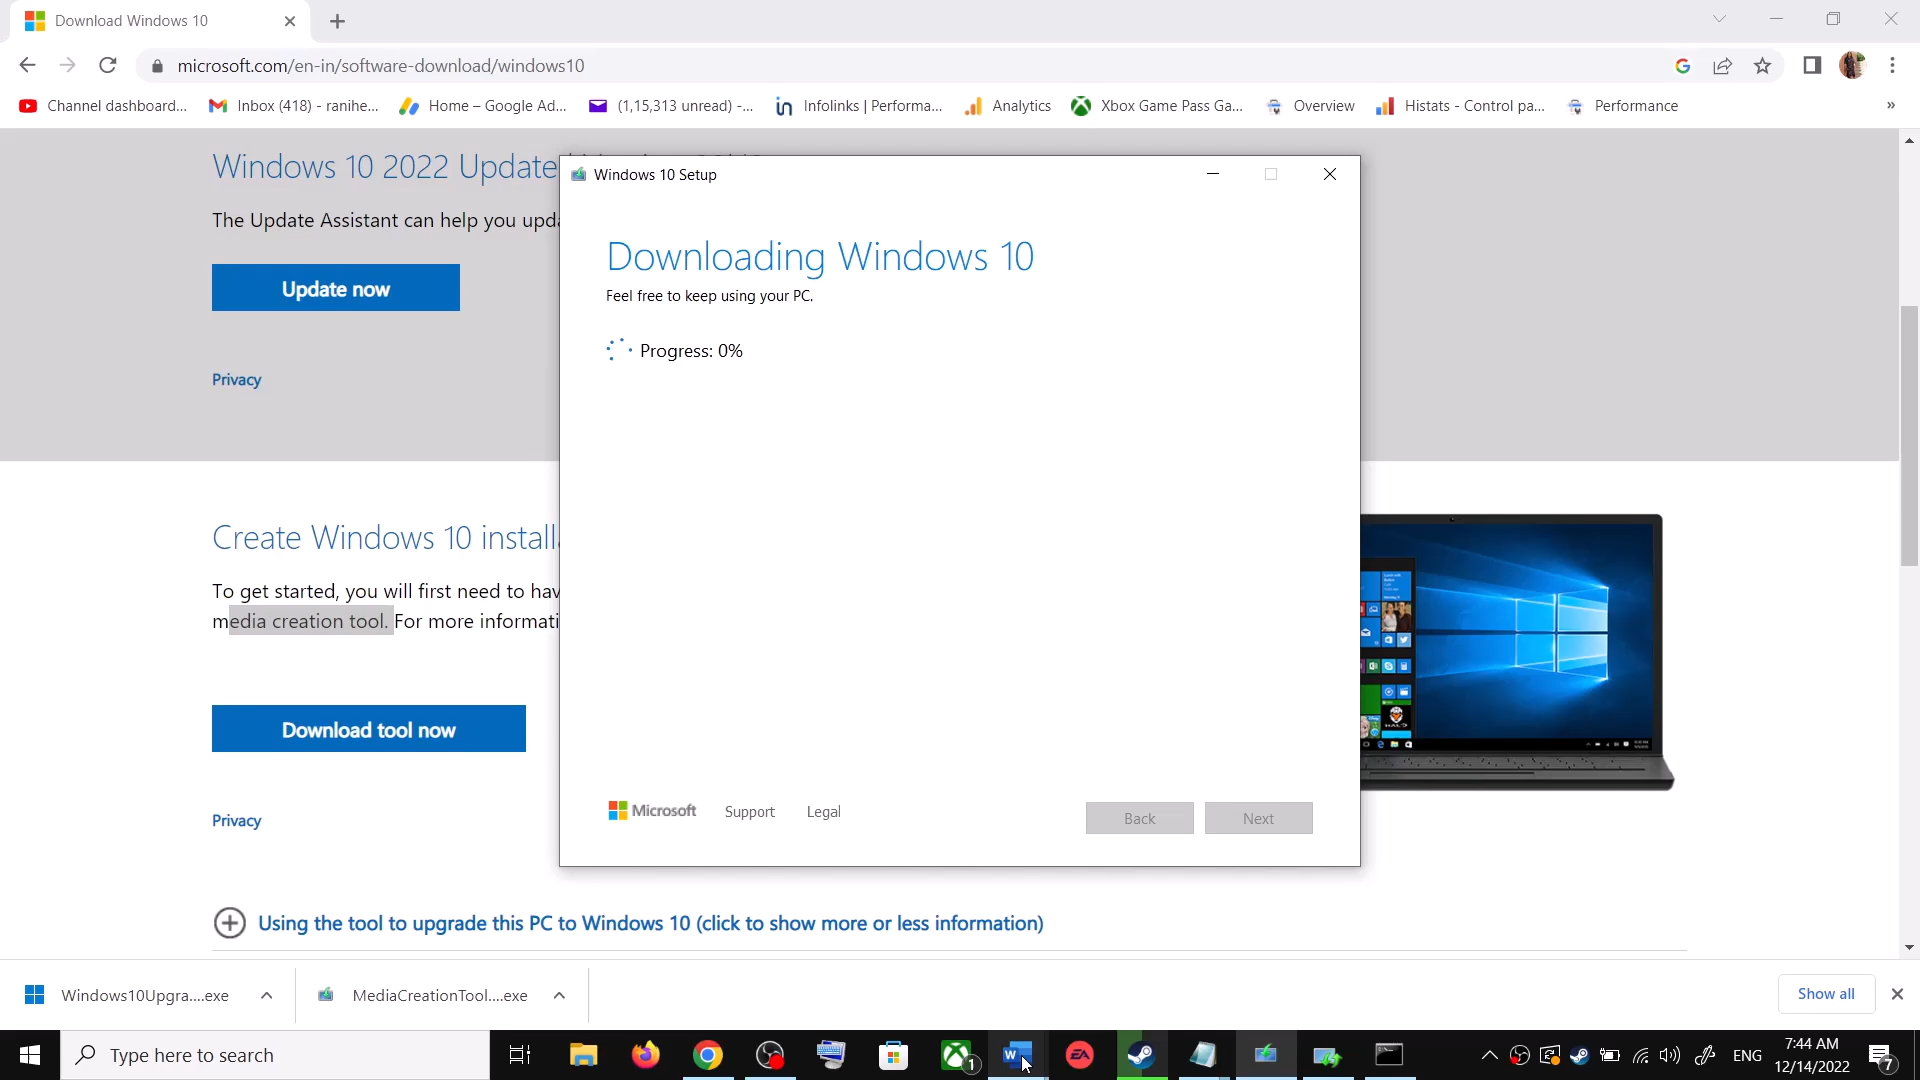 Download Windows 10
microsoft.com/en-in/software-download/windows10
Channel dashboard...
Inbox (418) - ranihe...
Home – Google Ad...
(1,15,313 unread) -...
Infolinks | Performa...
Analytics
Xbox Game Pass Ga...
Overview
Histats - Control pa...
Performance
»
Windows 10 2022 Update
The Update Assistant can help you upda
Update now
Privacy
Windows 10 Setup
Downloading Windows 10
Feel free to keep using your PC.
Progress: 0%
Microsoft
Support
Legal
Back
Next
Create Windows 10 installa
To get started, you will first need to hav
media creation tool. For more informati
Download tool now
Privacy
Using the tool to upgrade this PC to Windows 10 (click to show more or less information)
Windows10Upgra....exe
MediaCreationTool....exe
Show all
Type here to search
1
ENG
7:44 AM
12/14/2022
7